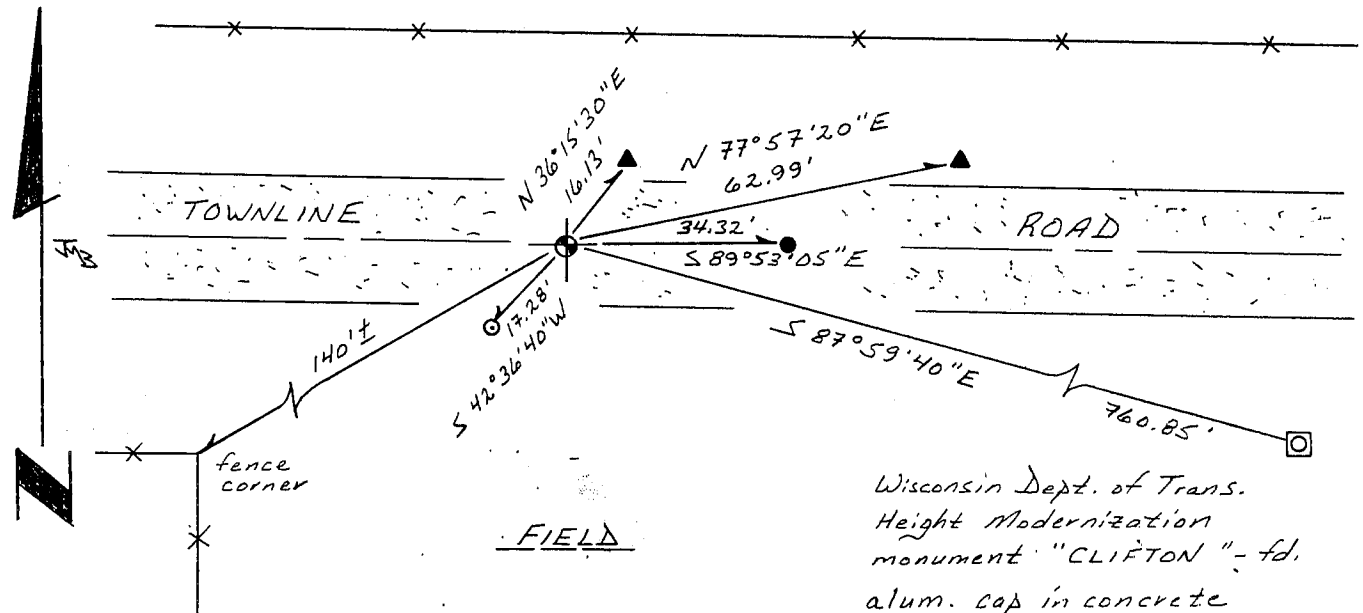 N 36°15'30"E
16.13'
N 77°57'20"E
62.99'
TOWNLINE
ROAD
34.32'
S 89°53'05"E
17.28'
S 42°36'40"W
140'±
S 87°59'40"E
760.85'
fence
corner
FIELD
Wisconsin Dept. of Trans.
Height Modernization
monument "CLIFTON" - fd.
alum. cap in concrete
N